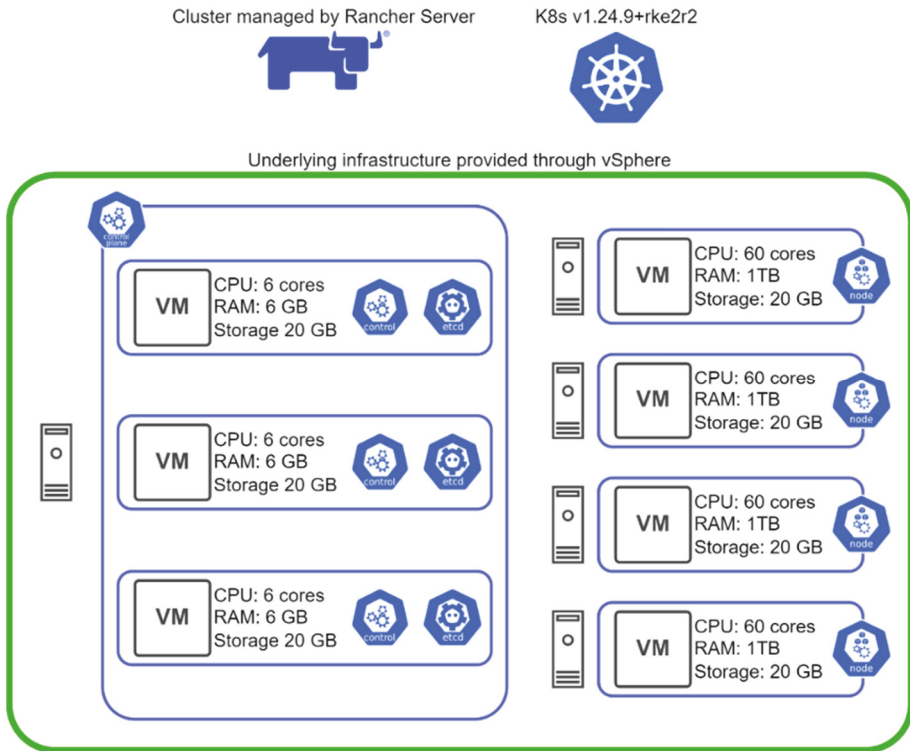 Cluster managed by Rancher Server
K8s v1.24.9+rke2r2
®
Underlying infrastructure provided through vSphere
control
plane
VM
CPU: 6 cores
RAM: 6 GB
Storage 20 GB
control
etcd
VM
CPU: 6 cores
RAM: 6 GB
Storage 20 GB
control
etcd
VM
CPU: 6 cores
RAM: 6 GB
Storage 20 GB
control
etcd
VM
CPU: 60 cores
RAM: 1TB
Storage: 20 GB
node
VM
CPU: 60 cores
RAM: 1TB
Storage: 20 GB
node
VM
CPU: 60 cores
RAM: 1TB
Storage: 20 GB
node
VM
CPU: 60 cores
RAM: 1TB
Storage: 20 GB
node